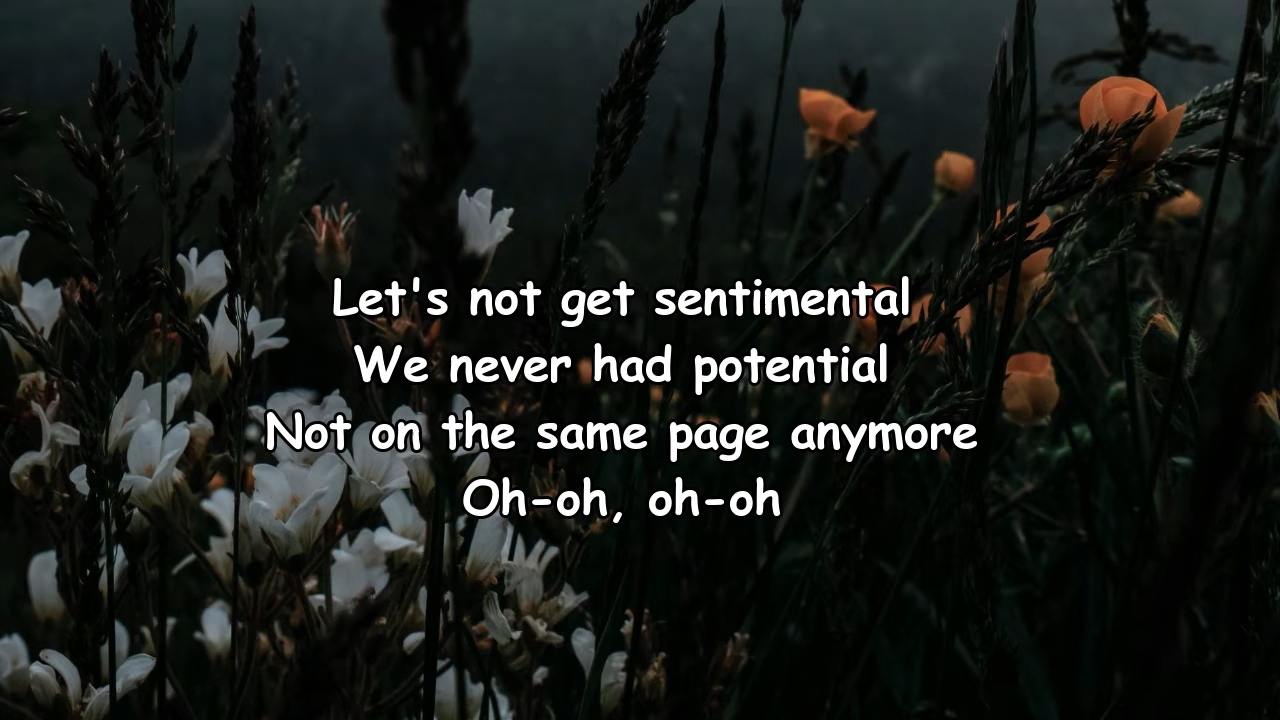 Let's not get sentimental
We never had potential
Not on the same page anymore
Oh-oh, oh-oh